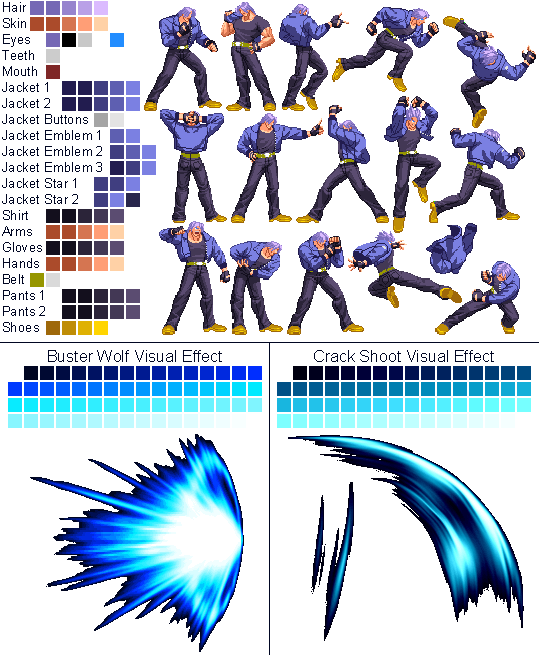 Hair
Skin
Eyes
Teeth
Mouth
Jacket 1
Jacket 2
Jacket Buttons
Jacket Emblem 1
Jacket Emblem 2
Jacket Emblem 3
Jacket Star 1
Jacket Star 2
Shirt
Arms
Gloves
Hands
Belt
Pants 1
Pants 2
Shoes
Buster Wolf Visual Effect
Crack Shoot Visual Effect